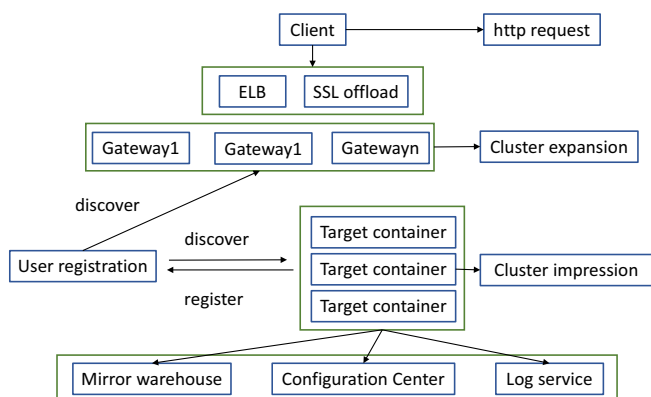 Client
http request
ELB
SSL offload
Gateway1
Gateway1
Gatewayn
Cluster expansion
discover
discover
Target container
User registration
Target container
Cluster impression
register
Target container
Mirror warehouse
Configuration Center
Log service